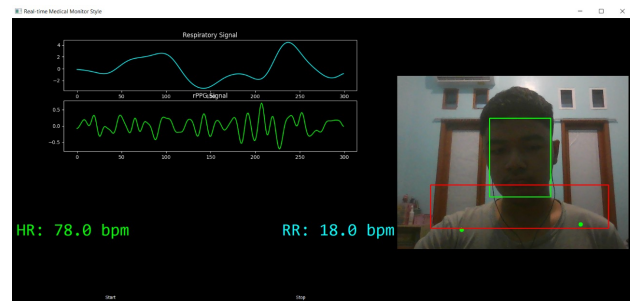 Real-time Medical Monitor Style
Respiratory Signal
4
2
0
−2
0 50 100 150 200 250 300
rPPG Signal
0.5
0.0
−0.5
0 50 100 150 200 250 300
HR: 78.0 bpm RR: 18.0 bpm
Start Stop